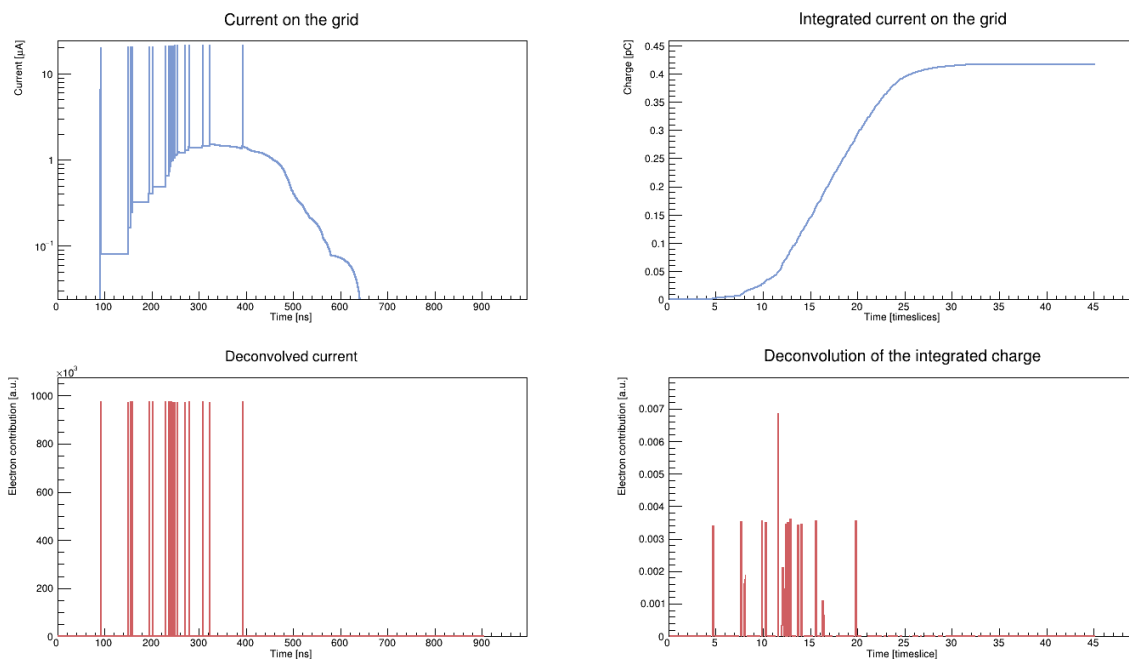 Current on the grid
Current [μA]
10
1
10⁻¹
0 100 200 300 400 500 600 700 800 900
Time [ns]
Integrated current on the grid
Charge [pC]
0.45
0.4
0.35
0.3
0.25
0.2
0.15
0.1
0.05
0
0 5 10 15 20 25 30 35 40 45
Time [timeslices]
Deconvolved current
×10³
Electron contribution [a.u.]
1000
800
600
400
200
0
0 100 200 300 400 500 600 700 800 900
Time [ns]
Deconvolution of the integrated charge
Electron contribution [a.u.]
0.007
0.006
0.005
0.004
0.003
0.002
0.001
0
0 5 10 15 20 25 30 35 40 45
Time [timeslice]